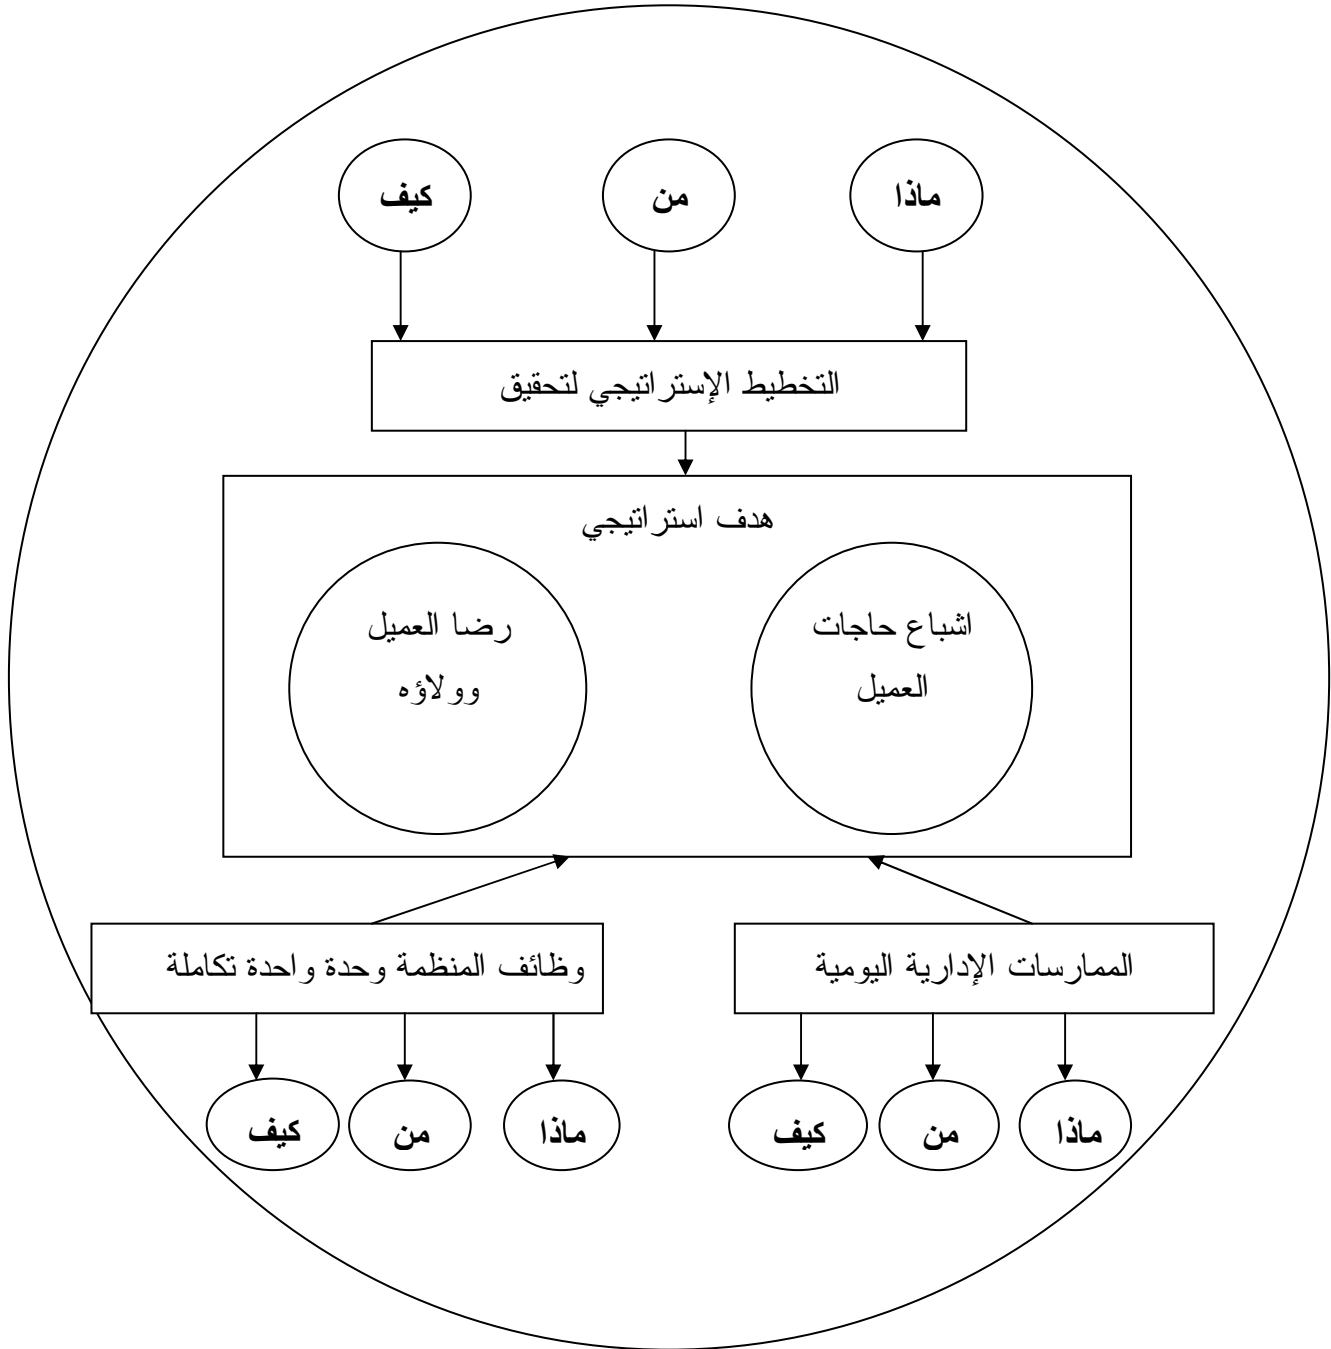 ماذا
من
كيف
التخطيط الإستراتيجي لتحقيق
هدف استراتيجي
اشباع حاجات
العميل
رضا العميل
وولاؤه
الممارسات الإدارية اليومية
وظائف المنظمة وحدة واحدة تكاملة
ماذا
من
كيف
ماذا
من
كيف